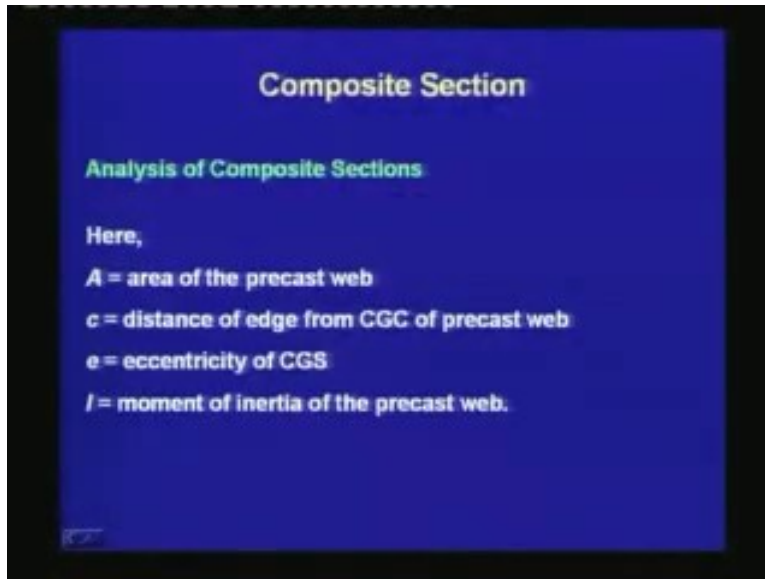 Composite Section
Analysis of Composite Sections
Here,
A = area of the precast web
c = distance of edge from CGC of precast web
e = eccentricity of CGS
I = moment of inertia of the precast web.